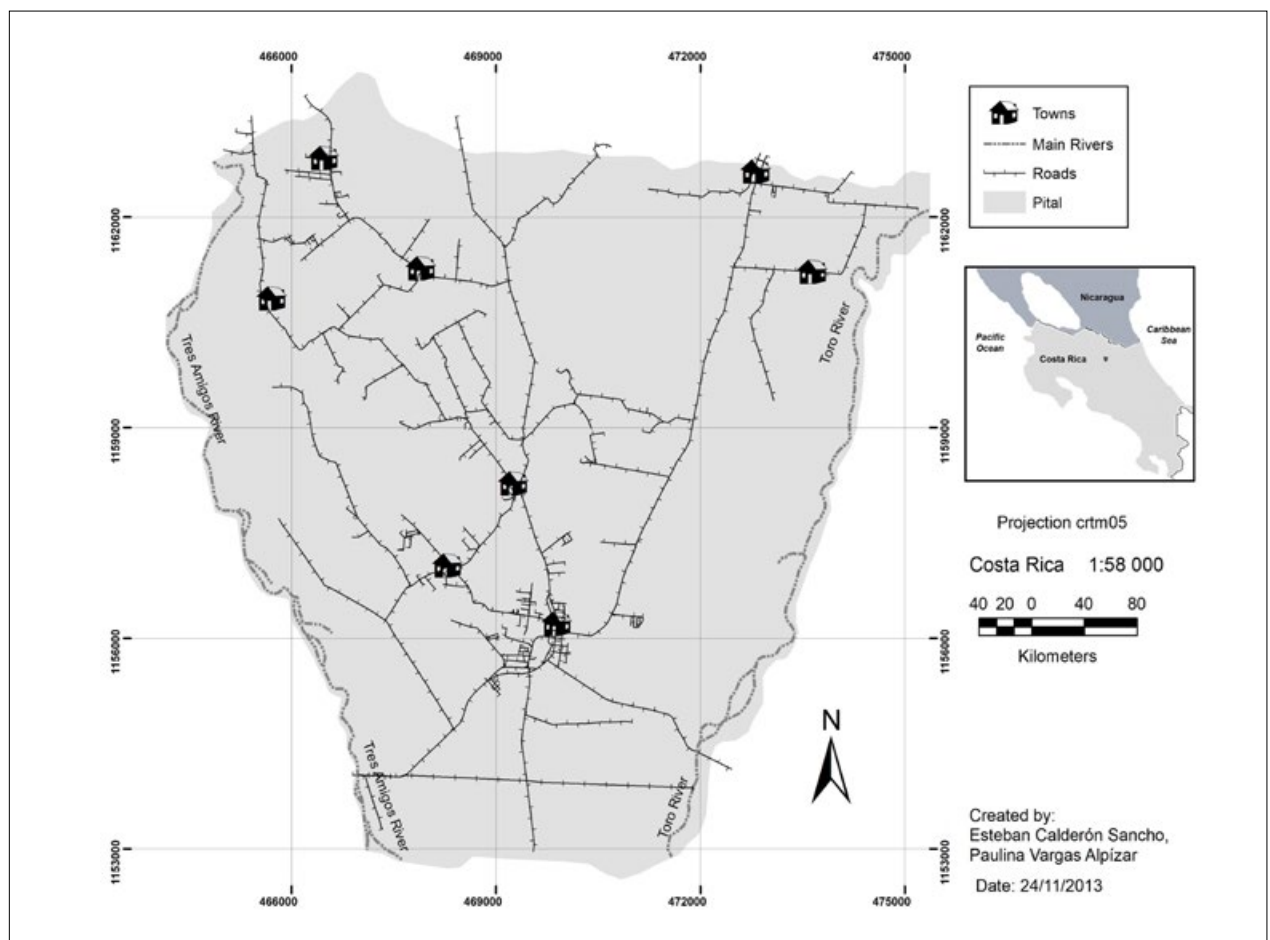 466000 469000 472000 475000
Towns
Main Rivers
Roads
Pital
1162000 1162000
Nicaragua
Pacific
Ocean
Caribbean
Sea
Costa Rica
Toro River
Tres Amigos River
1159000 1159000
Projection crtm05
Costa Rica 1:58 000
40 20 0 40 80
Kilometers
1156000 1156000
N
Tres Amigos River
Toro River
Created by:
Esteban Calderón Sancho,
Paulina Vargas Alpízar
Date: 24/11/2013
1153000 1153000
466000 469000 472000 475000